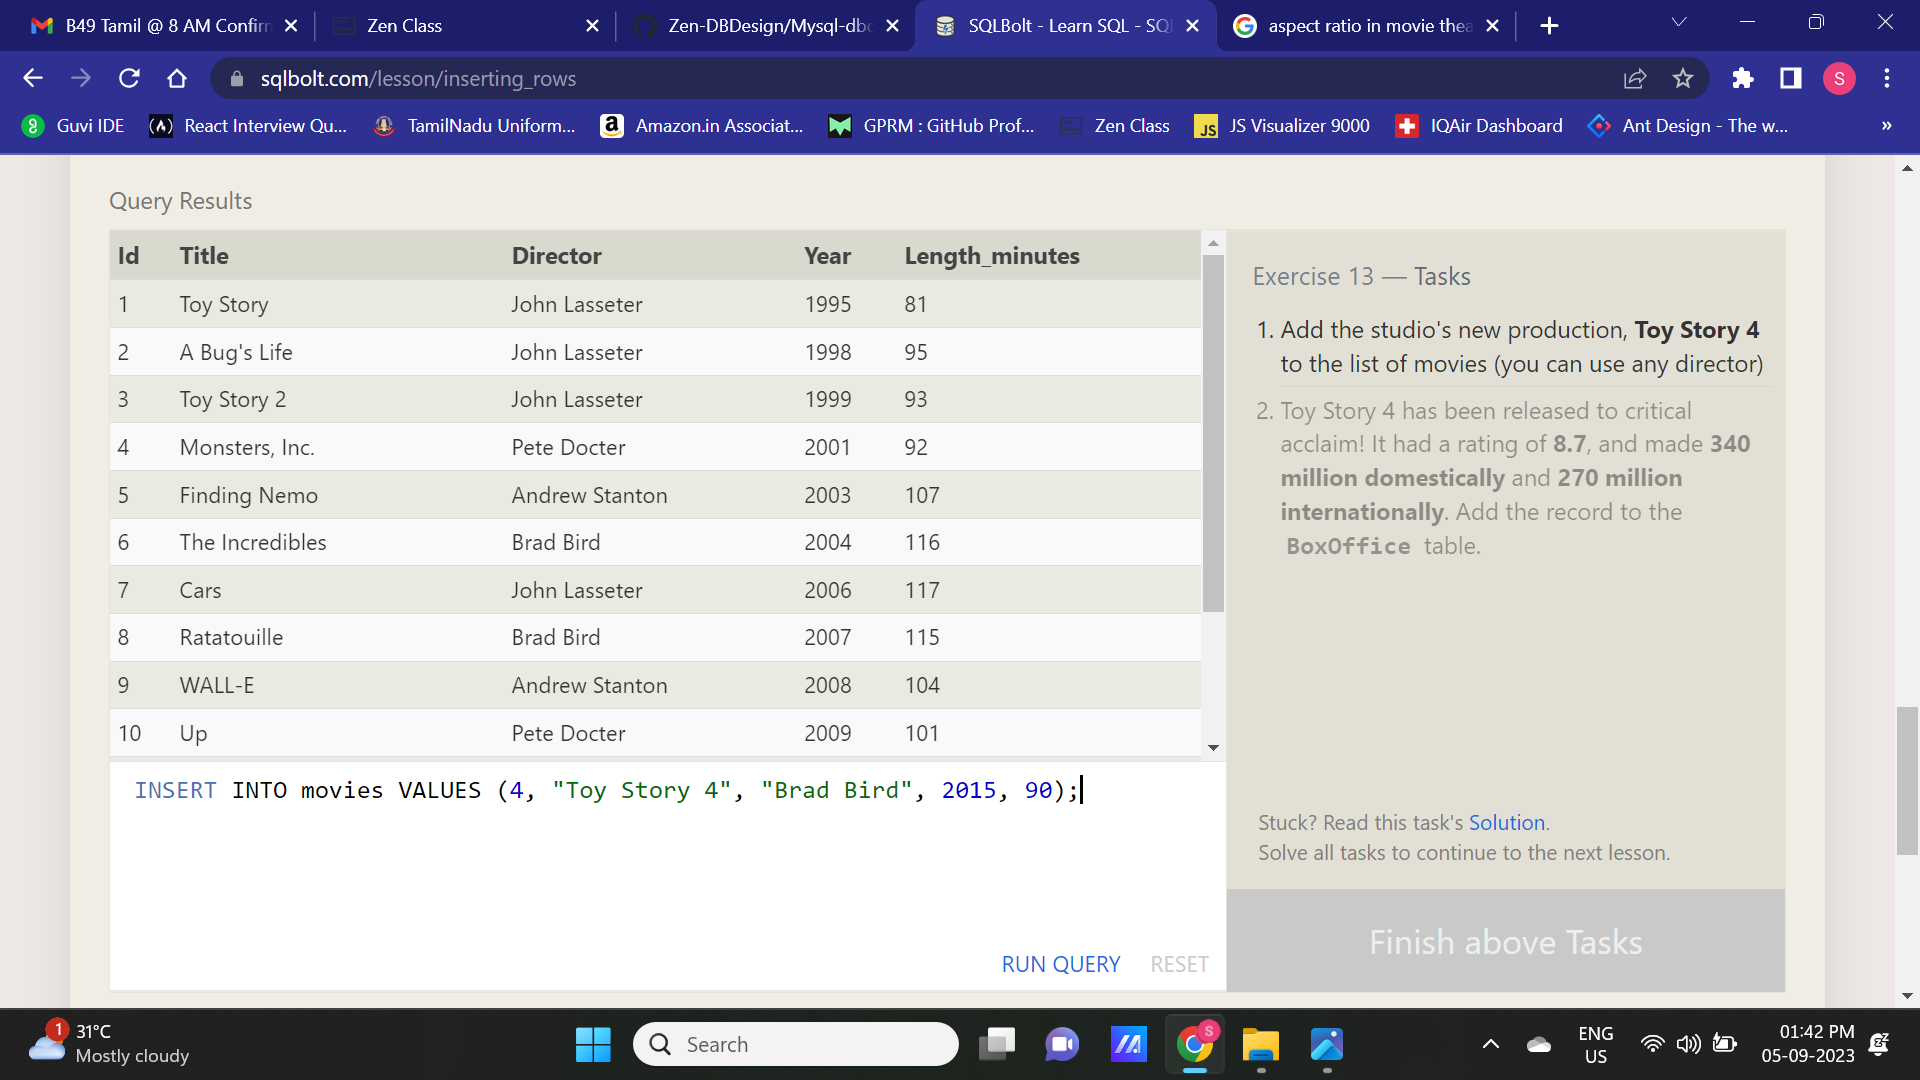 B49 Tamil @ 8 AM Confirn
Zen Class
Zen-DBDesign/Mysql-dbd
SQLBolt - Learn SQL - SQ
aspect ratio in movie thea
sqlbolt.com/lesson/inserting_rows
S
Guvi IDE
React Interview Qu...
TamilNadu Uniform...
Amazon.in Associat...
GPRM : GitHub Prof...
Zen Class
JS Visualizer 9000
IQAir Dashboard
Ant Design - The w...
»
Query Results
Id Title Director Year Length_minutes
1 Toy Story John Lasseter 1995 81
2 A Bug's Life John Lasseter 1998 95
3 Toy Story 2 John Lasseter 1999 93
4 Monsters, Inc. Pete Docter 2001 92
5 Finding Nemo Andrew Stanton 2003 107
6 The Incredibles Brad Bird 2004 116
7 Cars John Lasseter 2006 117
8 Ratatouille Brad Bird 2007 115
9 WALL-E Andrew Stanton 2008 104
10 Up Pete Docter 2009 101
INSERT INTO movies VALUES (4, "Toy Story 4", "Brad Bird", 2015, 90);
RUN QUERY RESET
Exercise 13 — Tasks
1. Add the studio's new production, Toy Story 4
to the list of movies (you can use any director)
2. Toy Story 4 has been released to critical
acclaim! It had a rating of 8.7, and made 340
million domestically and 270 million
internationally. Add the record to the
BoxOffice table.
Stuck? Read this task's Solution.
Solve all tasks to continue to the next lesson.
Finish above Tasks
1
31°C
Mostly cloudy
Search
S
ENG
US
01:42 PM
05-09-2023